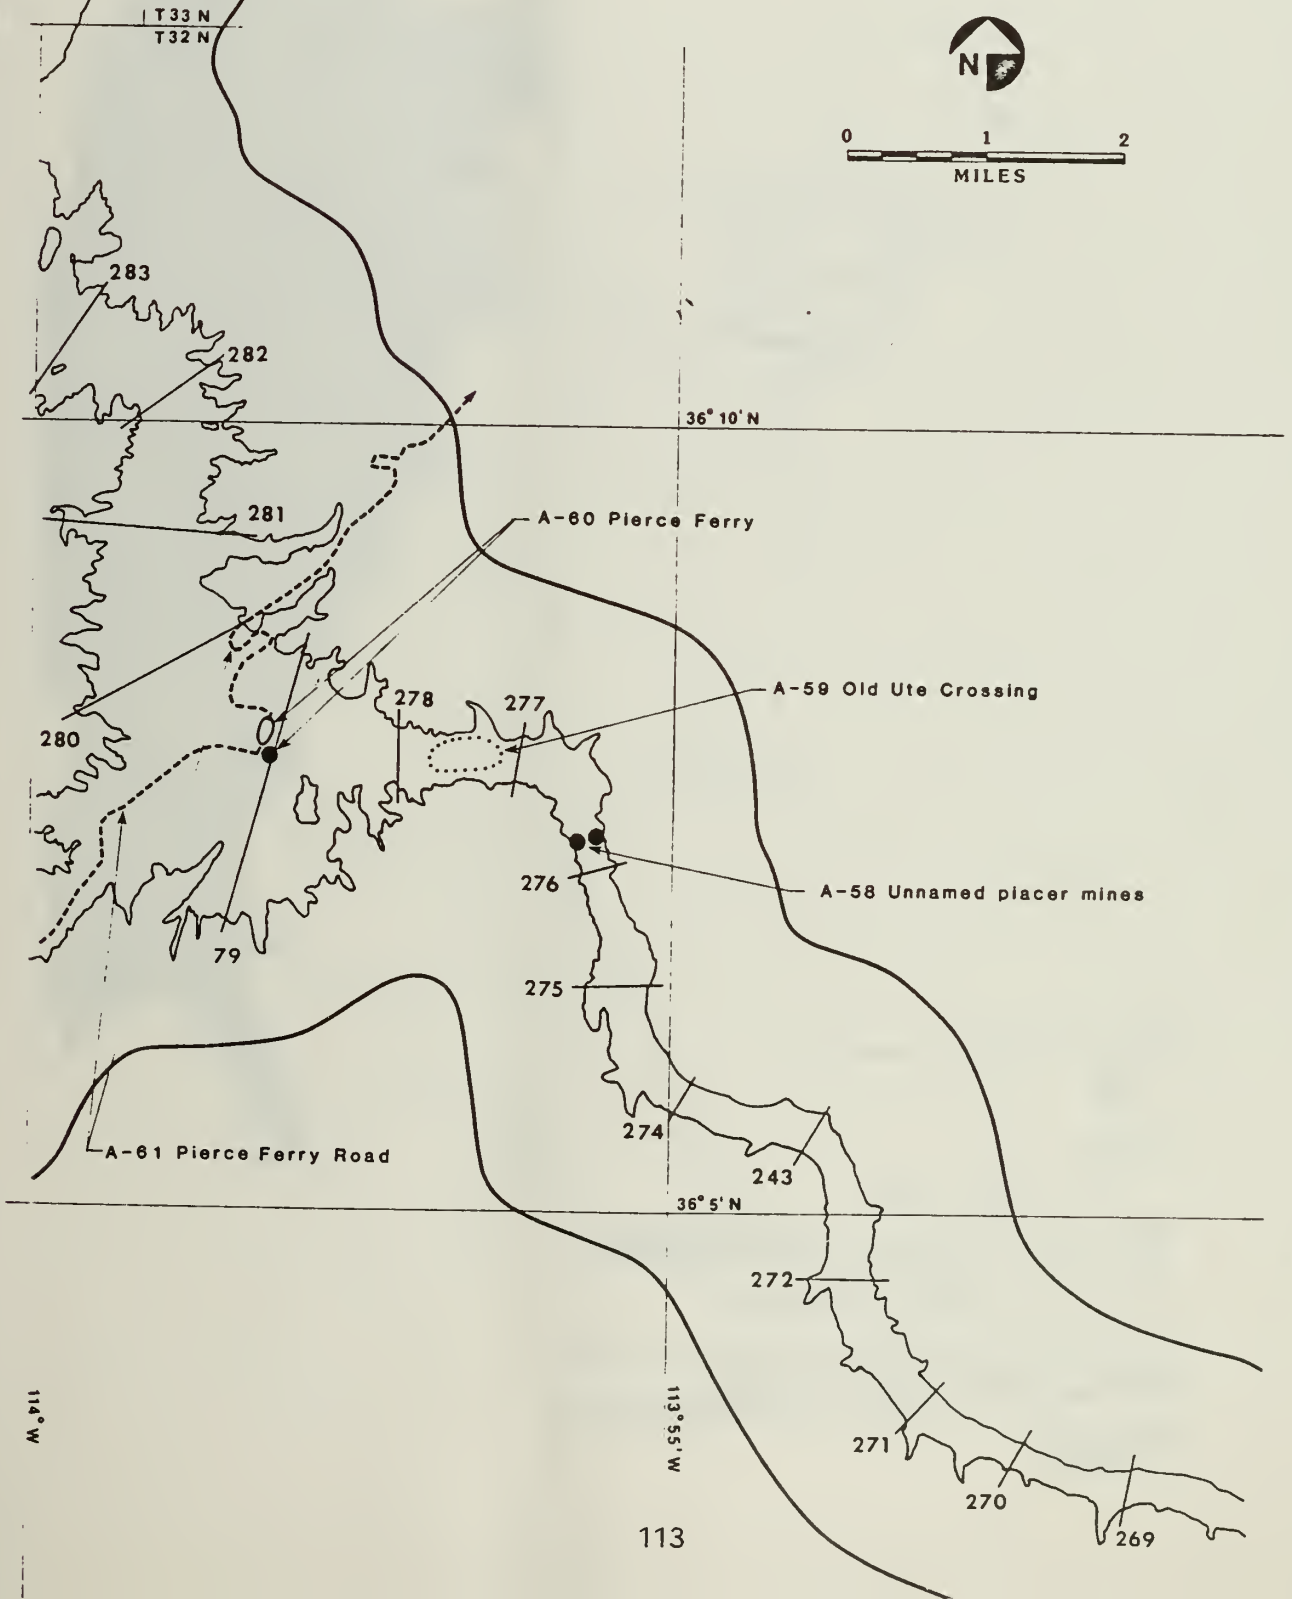 T33 N
T32 N
N
0 1 2
MILES
283
282
36° 10' N
281
A-60 Pierce Ferry
A-59 Old Ute Crossing
278
277
280
276
A-58 Unnamed placer mines
79
275
274
A-61 Pierce Ferry Road
243
36° 5' N
272
114° W
113° 55' W
271
270
269
113